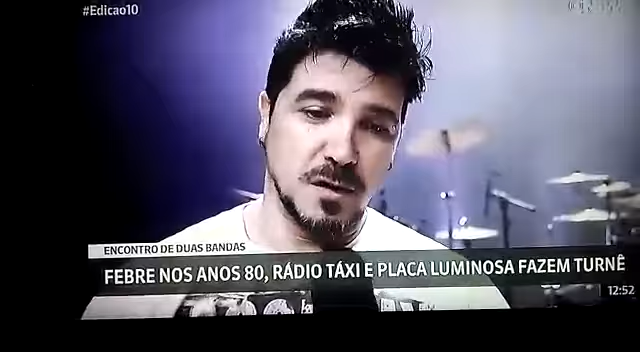 #Edicao10
ENCONTRO DE DUAS BANDAS
FEBRE NOS ANOS 80, RÁDIO TÁXI E PLACA LUMINOSA FAZEM TURNÊ
12:52